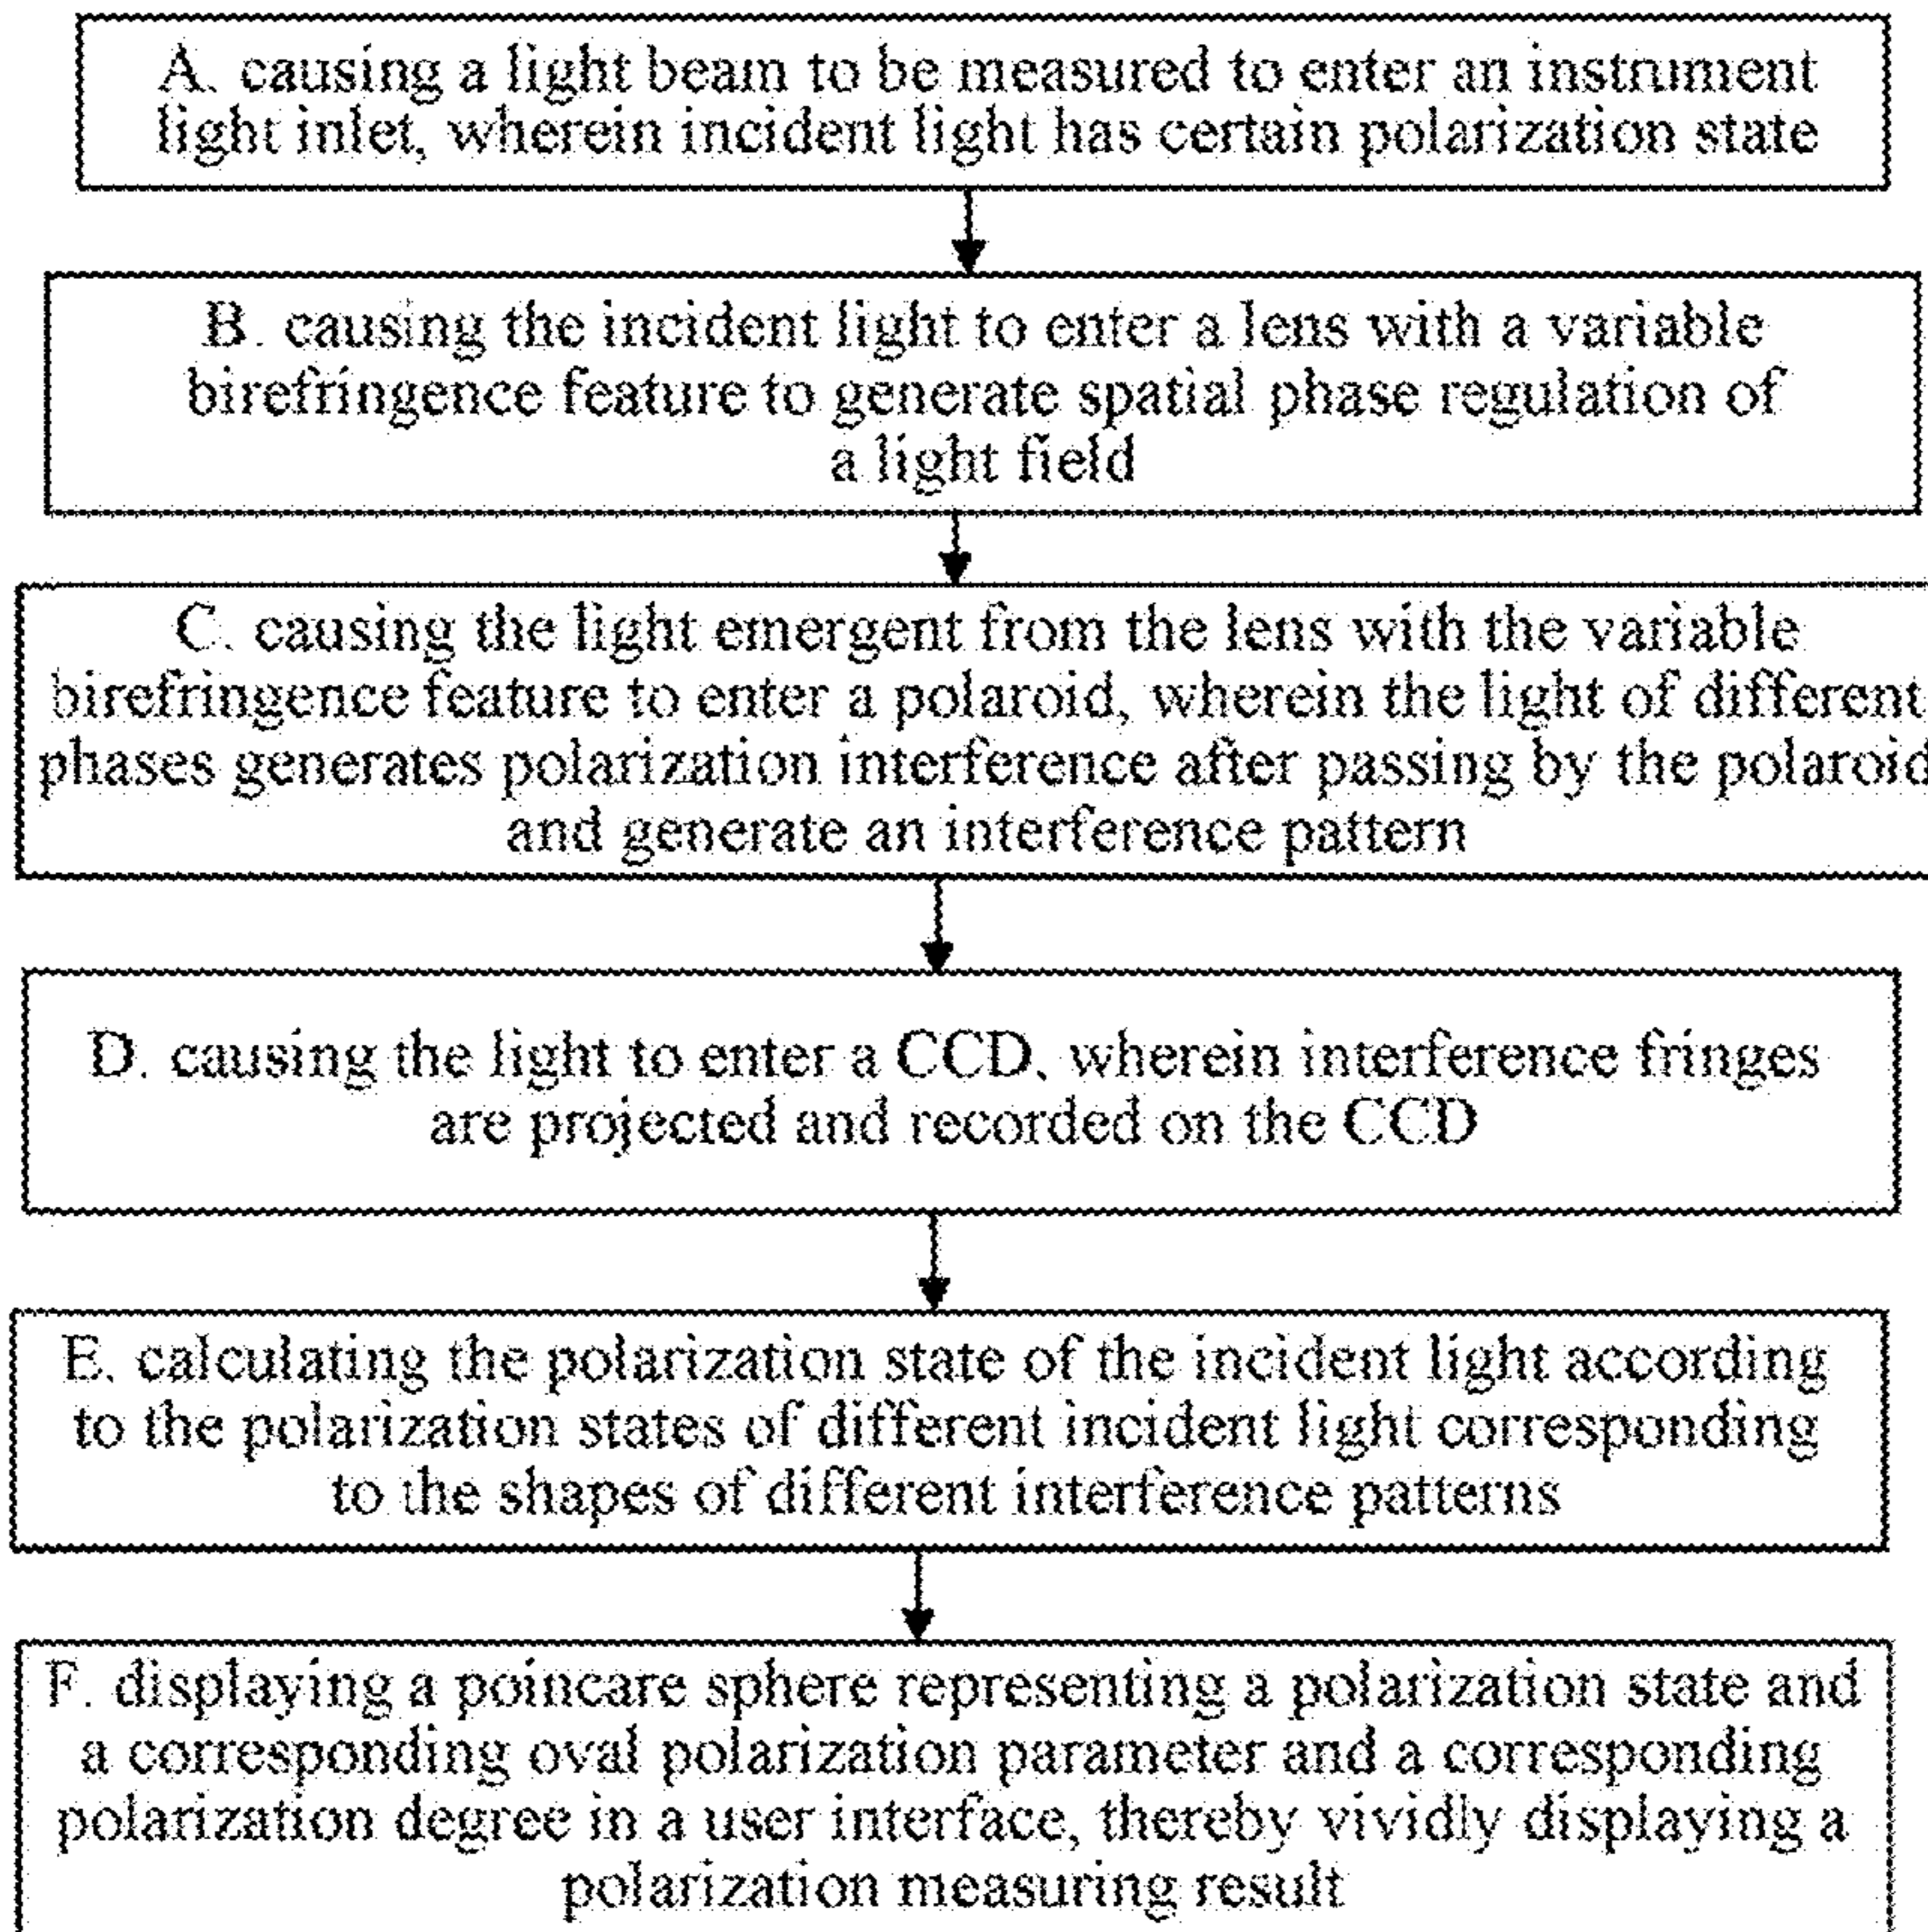 A. causing a light beam to be measured to enter an instrument
light inlet, wherein incident light has certain polarization state
B. causing the incident light to enter a lens with a variable
birefringence feature to generate spatial phase regulation of
a light field
C. causing the light emergent from the lens with the variable
birefringence feature to enter a polaroid, wherein the light of different
phases generates polarization interference after passing by the polaroid
and generate an interference pattern
D. causing the light to enter a CCD, wherein interference fringes
are projected and recorded on the CCD
E. calculating the polarization state of the incident light according
to the polarization states of different incident light corresponding
to the shapes of different interference patterns
F. displaying a poincare sphere representing a polarization state and
a corresponding oval polarization parameter and a corresponding
polarization degree in a user interface, thereby vividly displaying a
polarization measuring result